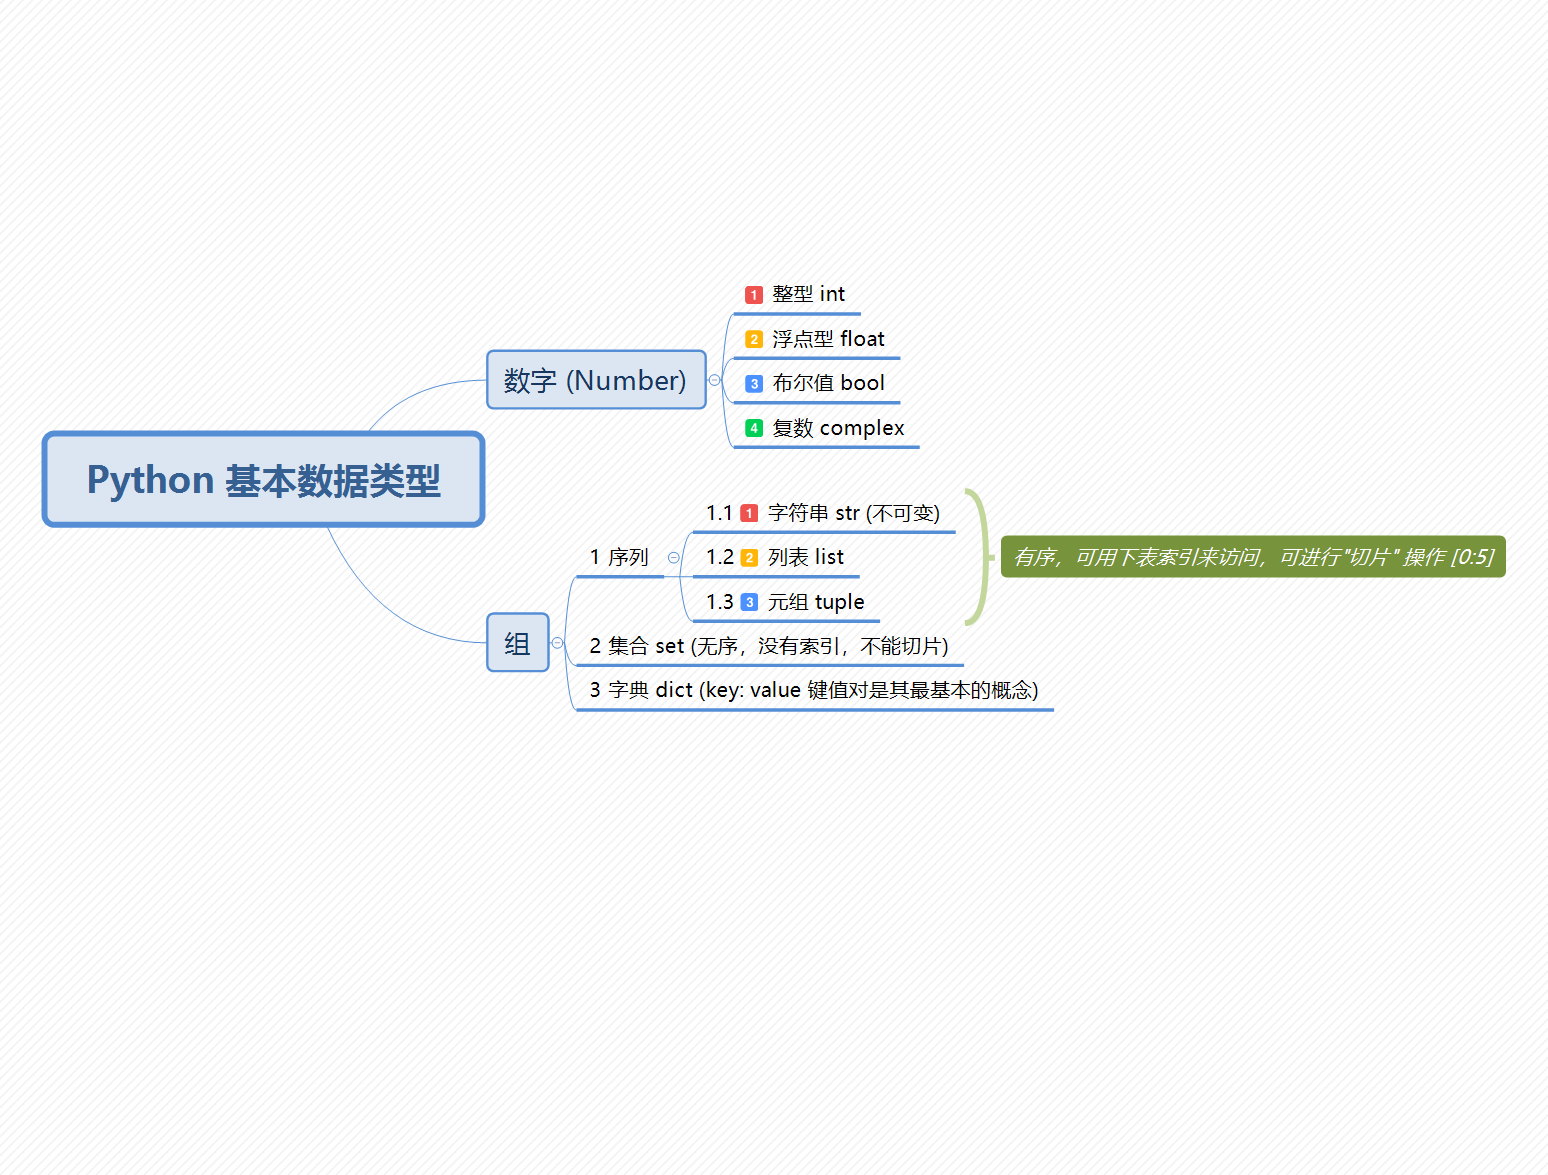 Python 基本数据类型
数字 (Number)
1 整型 int
2 浮点型 float
3 布尔值 bool
4 复数 complex
组
1 序列
1.1 1 字符串 str (不可变)
1.2 2 列表 list
1.3 3 元组 tuple
有序，可用下表索引来访问，可进行"切片" 操作 [0:5]
2 集合 set (无序，没有索引，不能切片)
3 字典 dict (key: value 键值对是其最基本的概念)